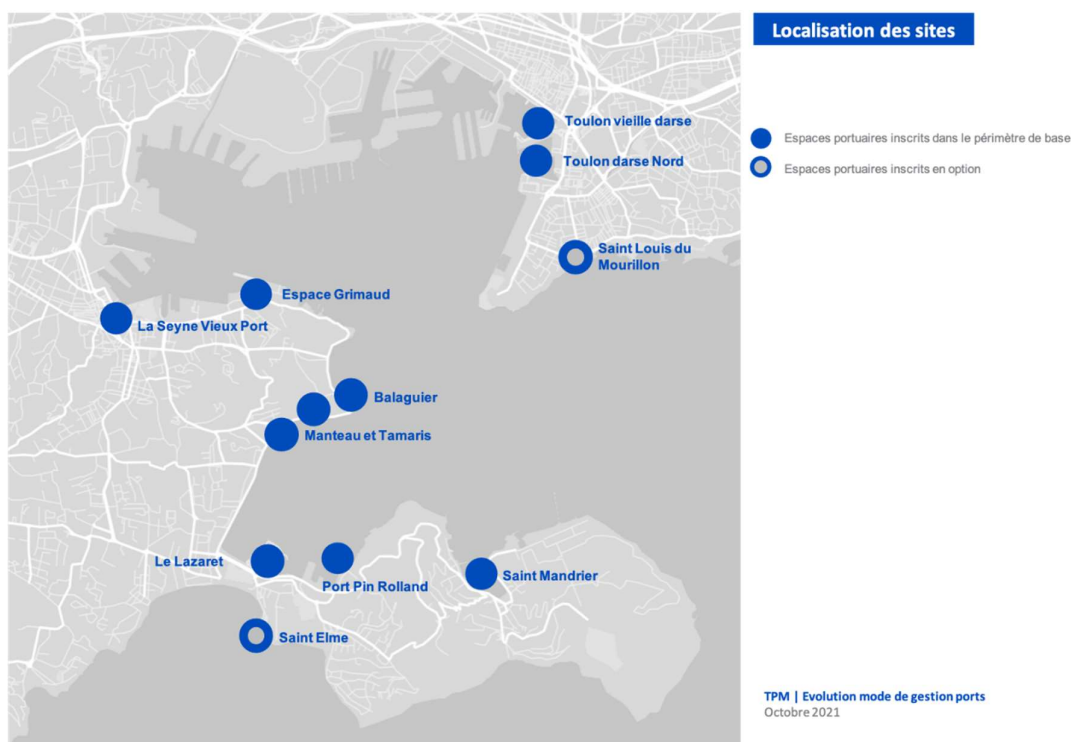 Localisation des sites
Toulon vieille darse
Toulon darse Nord
Espaces portuaires inscrits dans le périmètre de base
Espaces portuaires inscrits en option
Saint Louis du
Mourillon
Espace Grimaud
La Seyne Vieux Port
Balaguier
Manteau et Tamaris
Le Lazaret
Port Pin Rolland
Saint Mandrier
Saint Elme
TPM | Evolution mode de gestion ports
Octobre 2021